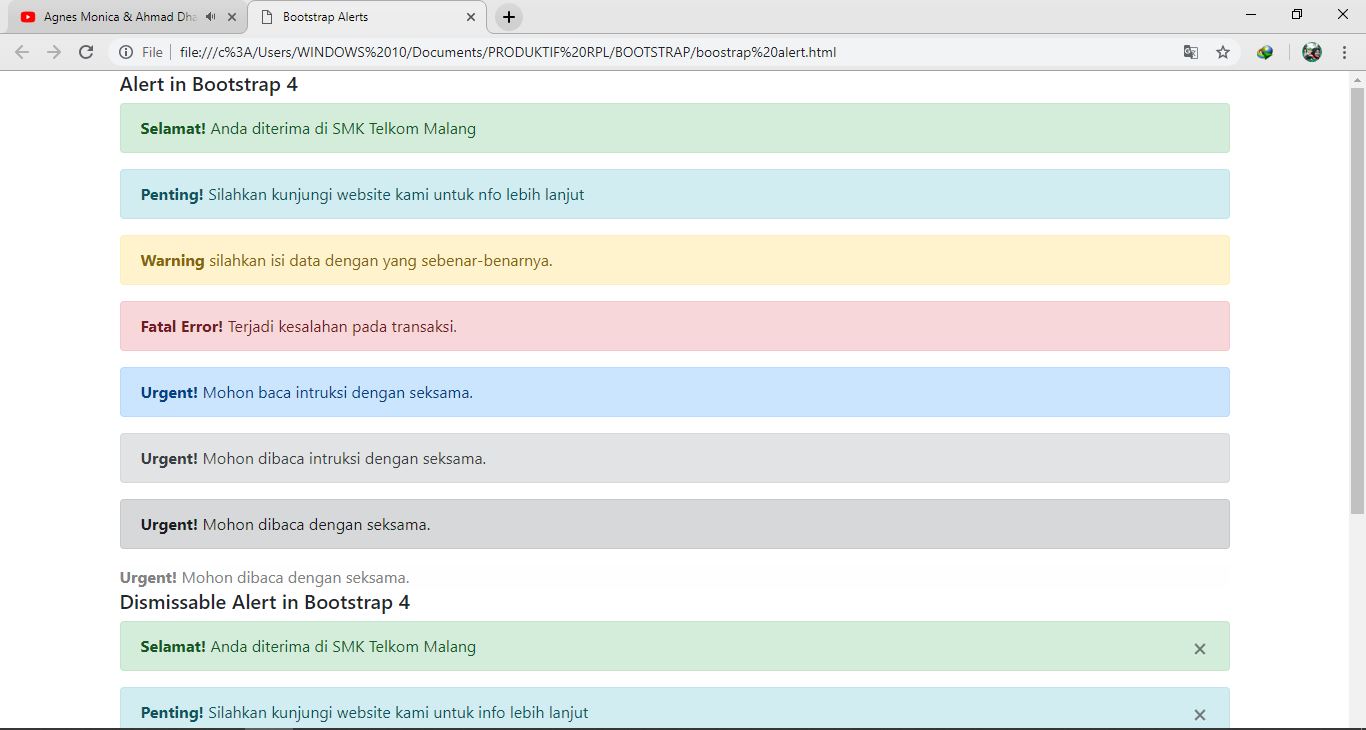 Agnes Monica & Ahmad Dha
Bootstrap Alerts
File
file:///c%3A/Users/WINDOWS%2010/Documents/PRODUKTIF%20RPL/BOOTSTRAP/boostrap%20alert.html
Alert in Bootstrap 4
Selamat! Anda diterima di SMK Telkom Malang
Penting! Silahkan kunjungi website kami untuk nfo lebih lanjut
Warning silahkan isi data dengan yang sebenar-benarnya.
Fatal Error! Terjadi kesalahan pada transaksi.
Urgent! Mohon baca intruksi dengan seksama.
Urgent! Mohon dibaca intruksi dengan seksama.
Urgent! Mohon dibaca dengan seksama.
Urgent! Mohon dibaca dengan seksama.
Dismissable Alert in Bootstrap 4
Selamat! Anda diterima di SMK Telkom Malang ×
Penting! Silahkan kunjungi website kami untuk info lebih lanjut ×